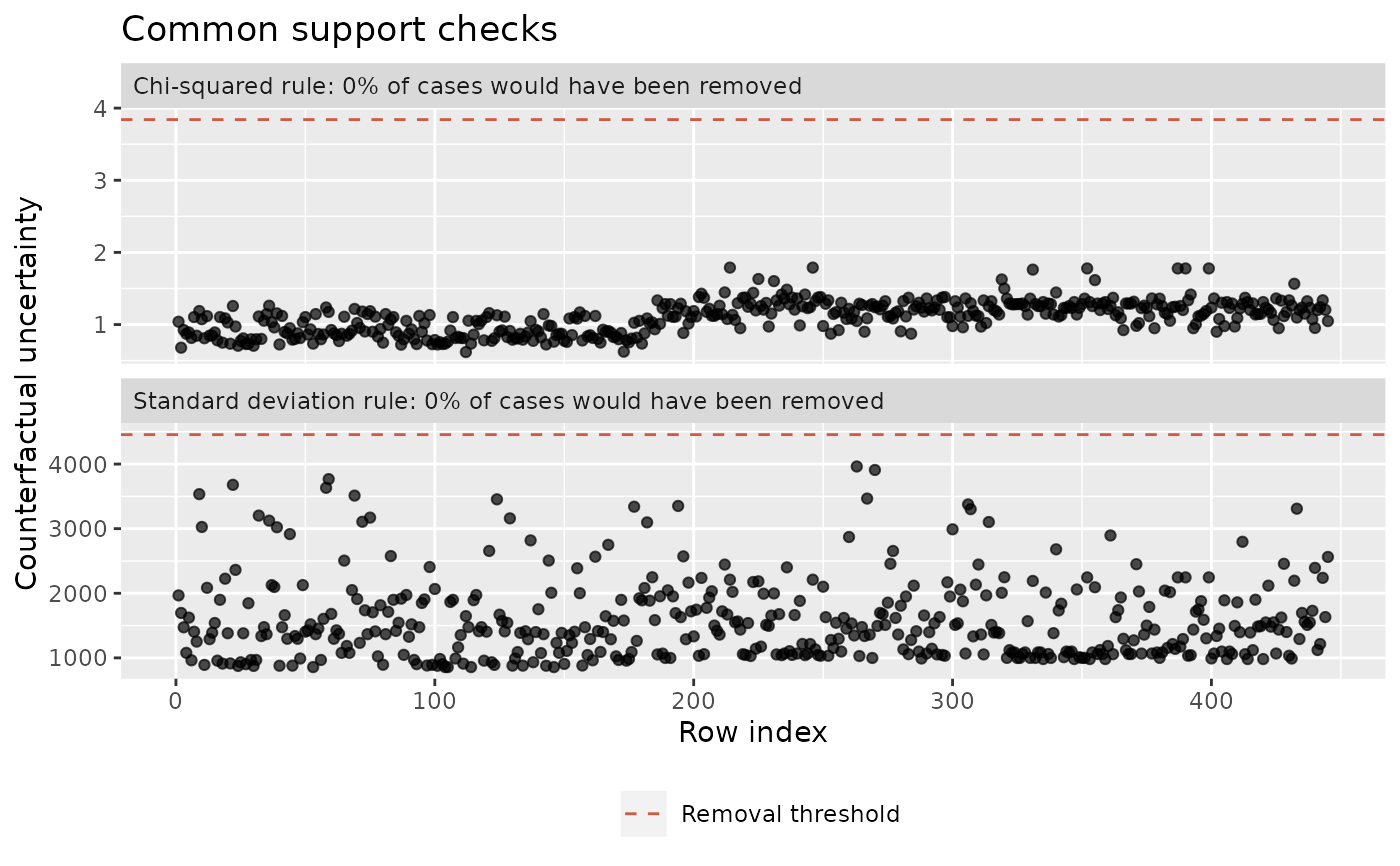 Common support checks
Chi-squared rule: 0% of cases would have been removed
4
3
2
1
Standard deviation rule: 0% of cases would have been removed
4000
3000
2000
1000
0 100 200 300 400
Counterfactual uncertainty
Row index
Removal threshold